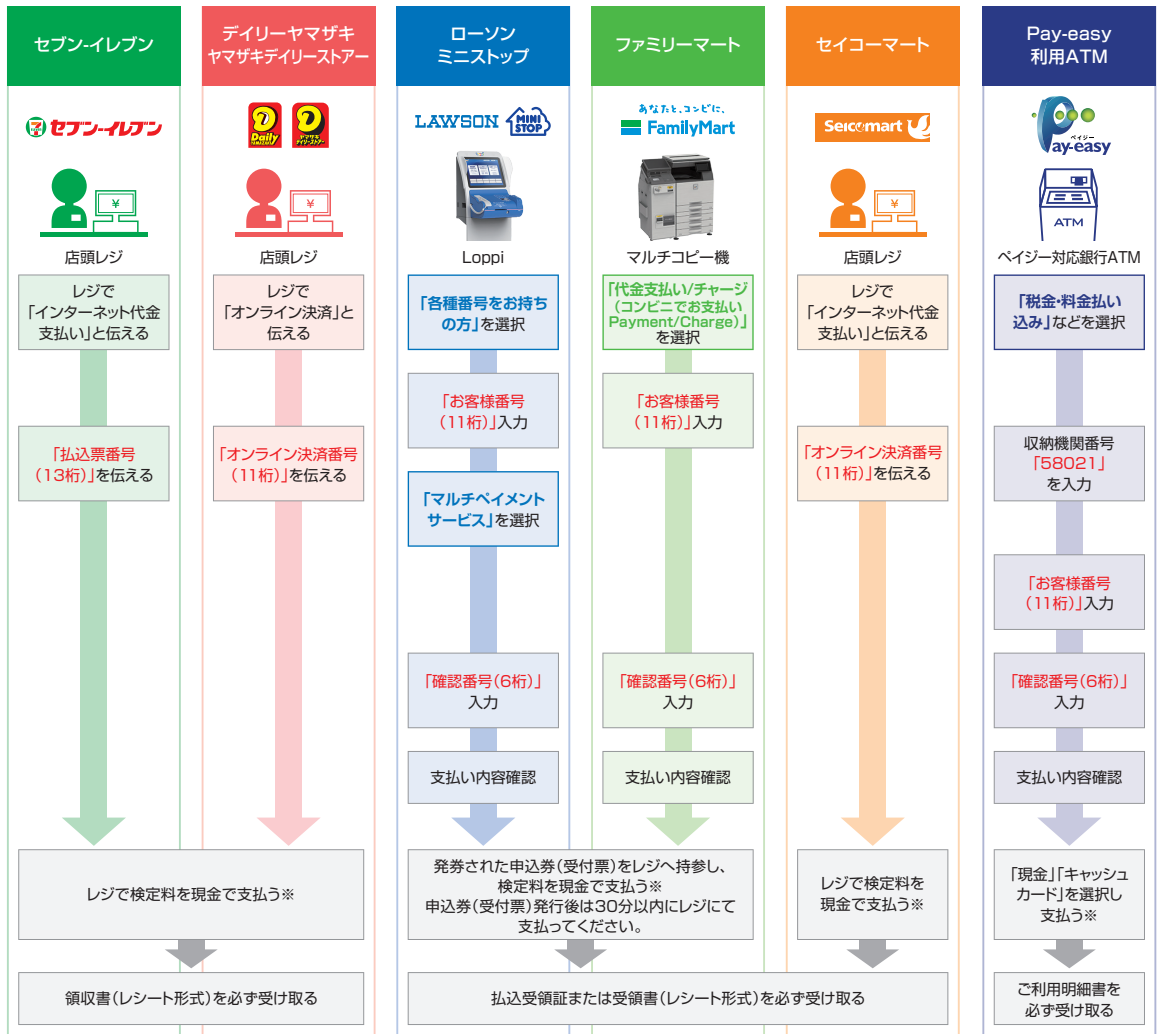 セブン-イレブン
デイリーヤマザキ
ヤマザキデイリーストアー
ローソン
ミニストップ
ファミリーマート
セイコーマート
Pay-easy
利用ATM
セブン-イレブン
Daily
YAMAZAKI
ヤマザキ
デイリーストアー
LAWSON
MINI
STOP
あなたと、コンビに、
FamilyMart
Seicomart
ペイジー
Pay-easy
¥
¥
¥
ATM
店頭レジ
店頭レジ
Loppi
マルチコピー機
店頭レジ
ペイジー対応銀行ATM
レジで
「インターネット代金
支払い」と伝える
レジで
「オンライン決済」と
伝える
「各種番号をお持ち
の方」を選択
「代金支払い/チャージ
(コンビニでお支払い
Payment/Charge)」
を選択
レジで
「インターネット代金
支払い」と伝える
「税金・料金払い
込み」などを選択
「お客様番号
(11桁)」入力
「お客様番号
(11桁)」入力
「払込票番号
(13桁)」を伝える
「オンライン決済番号
(11桁)」を伝える
「マルチペイメント
サービス」を選択
「オンライン決済番号
(11桁)」を伝える
収納機関番号
「58021」
を入力
「お客様番号
(11桁)」入力
「確認番号(6桁)」
入力
「確認番号(6桁)」
入力
「確認番号(6桁)」
入力
支払い内容確認
支払い内容確認
支払い内容確認
レジで検定料を現金で支払う※
発券された申込券(受付票)をレジへ持参し、
検定料を現金で支払う※
申込券(受付票)発行後は30分以内にレジにて
支払ってください。
レジで検定料を
現金で支払う※
「現金」「キャッシュ
カード」を選択し
支払う※
領収書(レシート形式)を必ず受け取る
払込受領証または受領書(レシート形式)を必ず受け取る
ご利用明細書を
必ず受け取る